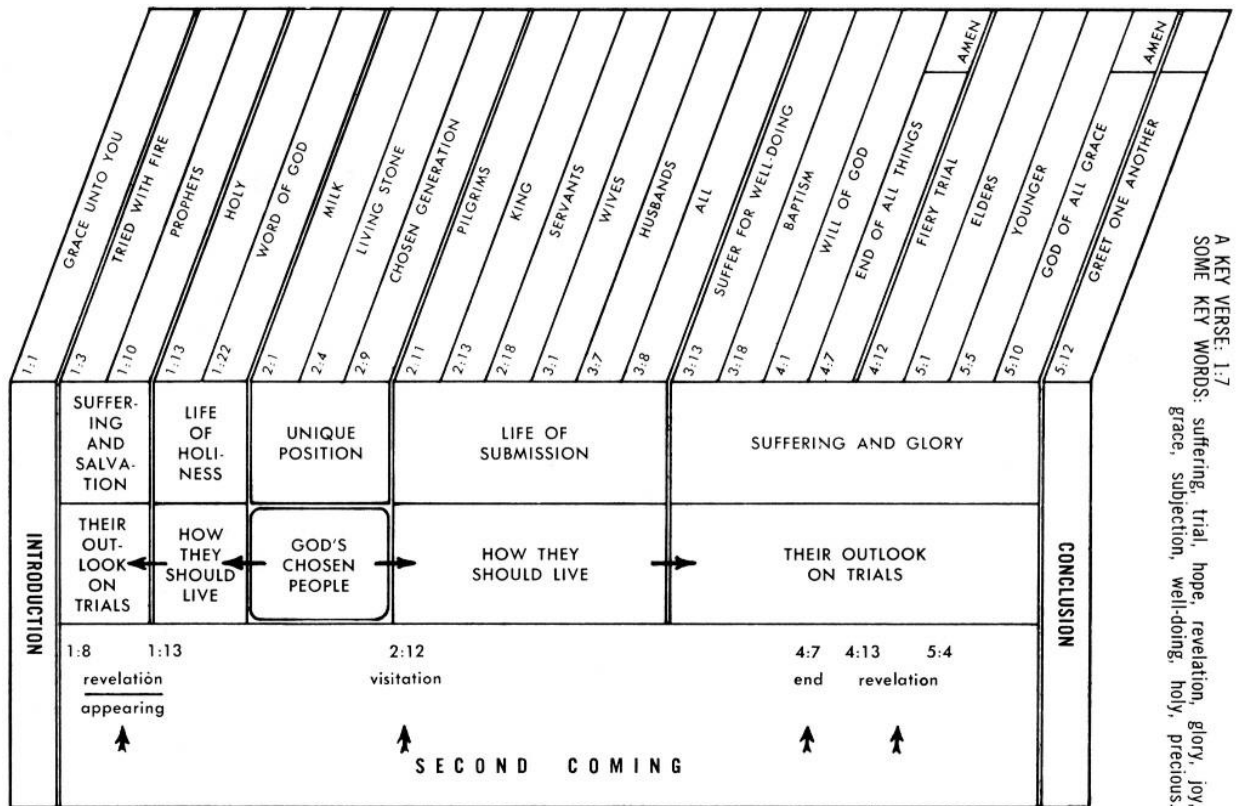 GRACE UNTO YOU
TRIED WITH FIRE
PROPHETS
HOLY
WORD OF GOD
MILK
LIVING STONE
CHOSEN GENERATION
PILGRIMS
KING
SERVANTS
WIVES
HUSBANDS
ALL
SUFFER FOR WELL-DOING
BAPTISM
WILL OF GOD
END OF ALL THINGS
AMEN
FIERY TRIAL
ELDERS
YOUNGER
GOD OF ALL GRACE
AMEN
GREET ONE ANOTHER
1:1
1:3
1:10
1:13
1:22
2:1
2:4
2:9
2:11
2:13
2:18
3:1
3:7
3:8
3:13
3:18
4:1
4:7
4:12
5:1
5:5
5:10
5:12
INTRODUCTION
SUFFER-
ING
AND
SALVA-
TION
LIFE
OF
HOLI-
NESS
UNIQUE
POSITION
LIFE OF
SUBMISSION
SUFFERING AND GLORY
THEIR
OUT-
LOOK
ON
TRIALS
HOW
THEY
SHOULD
LIVE
GOD'S
CHOSEN
PEOPLE
HOW THEY
SHOULD LIVE
THEIR OUTLOOK
ON TRIALS
CONCLUSION
1:8 1:13
revelation
appearing
2:12
visitation
4:7
end
4:13 5:4
revelation
SECOND COMING
A KEY VERSE: 1:7
SOME KEY WORDS: suffering, trial, hope, revelation, glory, joy,
grace, subjection, well-doing, holy, precious.